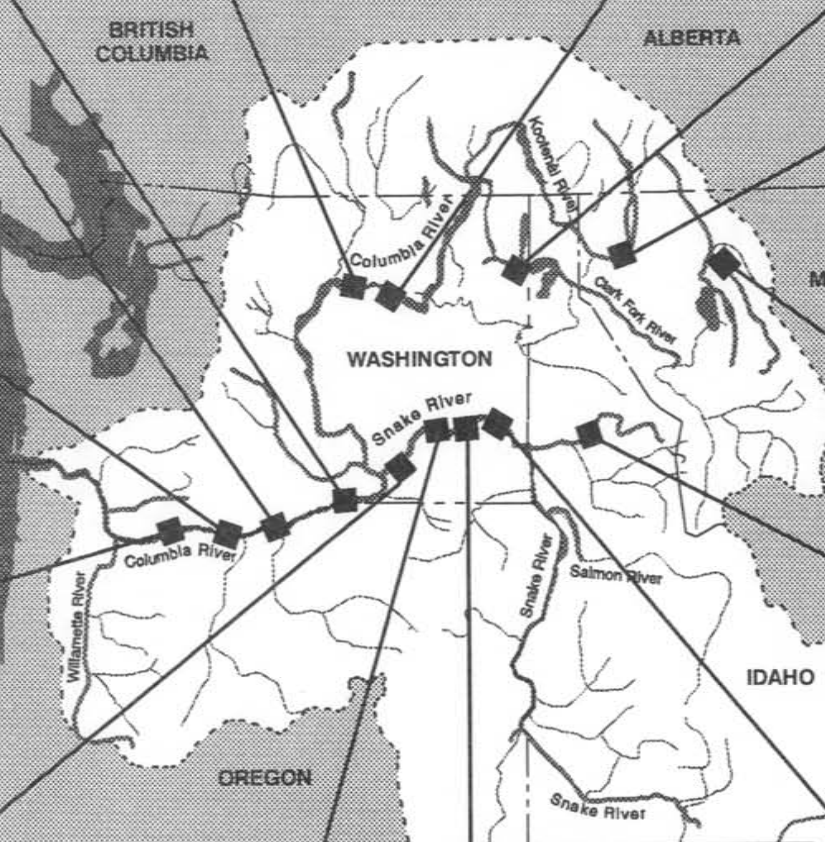 BRITISH
COLUMBIA
ALBERTA
Kootenai River
Columbia River
M
Clark Fork River
WASHINGTON
Snake River
Columbia River
Snake River
Salmon River
Willamette River
IDAHO
OREGON
Snake River